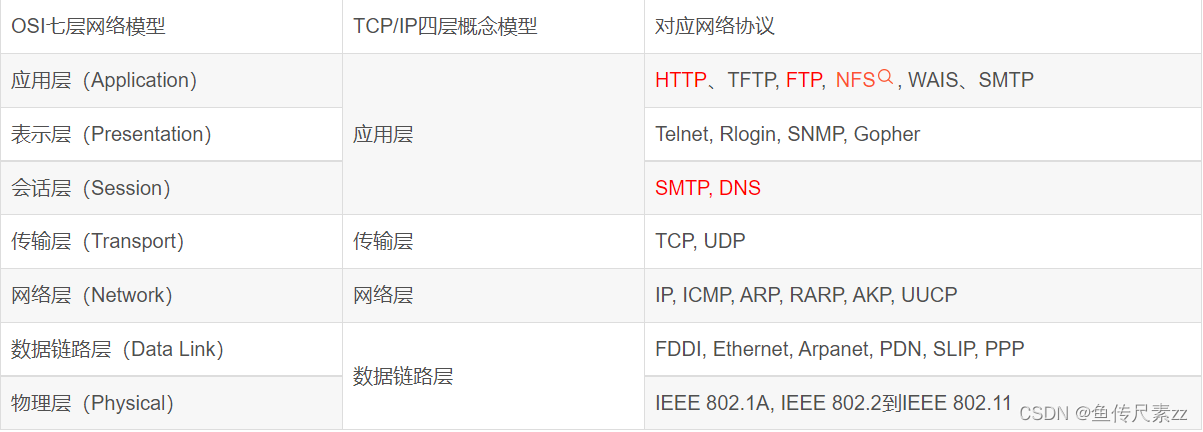 OSI七层网络模型 TCP/IP四层概念模型 对应网络协议
应用层（Application） HTTP、TFTP, FTP, NFS, WAIS、SMTP
表示层（Presentation） 应用层 Telnet, Rlogin, SNMP, Gopher
会话层（Session） SMTP, DNS
传输层（Transport） 传输层 TCP, UDP
网络层（Network） 网络层 IP, ICMP, ARP, RARP, AKP, UUCP
数据链路层（Data Link） FDDI, Ethernet, Arpanet, PDN, SLIP, PPP
数据链路层
物理层（Physical） IEEE 802.1A, IEEE 802.2到IEEE 802.11
CSDN @鱼传尺素zz